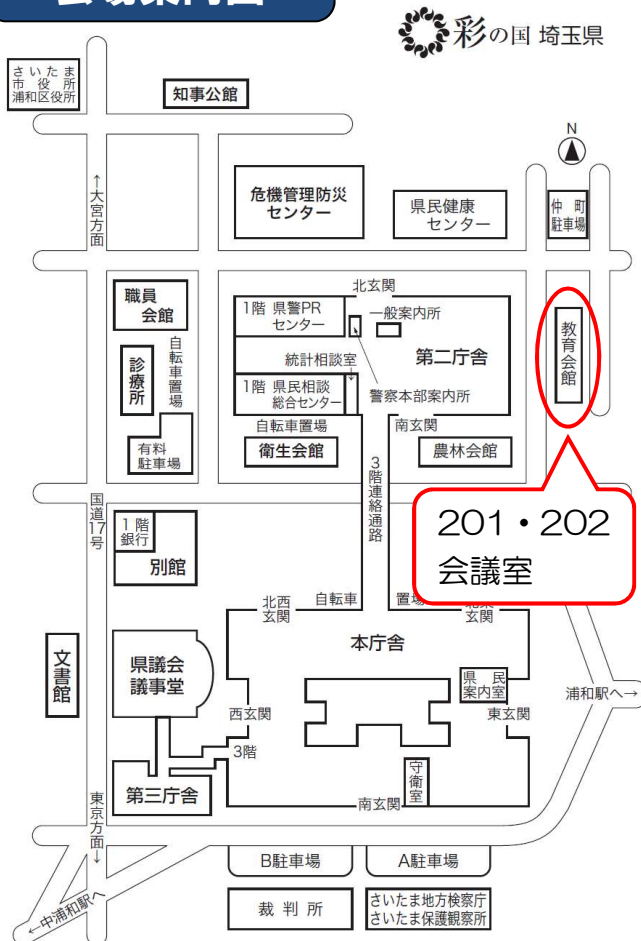 会場案内図
彩の国 埼玉県
さいたま
市役所
浦和区役所
知事公館
N
↑大宮方面
危機管理防災
センター
県民健康
センター
仲町
駐車場
職員
会館
北玄関
1階 県警PR
センター
一般案内所
教育会館
自転車置場
診療所
統計相談室
第二庁舎
1階 県民相談
総合センター
警察本部案内所
自転車置場
南玄関
有料
駐車場
衛生会館
農林会館
3階連絡通路
国道17号
1階
銀行
別館
201・202
会議室
北西
玄関
自転車
置場
玄関
本庁舎
文書館
県議会
議事堂
県民
案内室
浦和駅へ→
西玄関
東玄関
3階
守衛室
第三庁舎
南玄関
東京方面→
B駐車場
A駐車場
←中浦和駅へ
裁判所
さいたま地方検察庁
さいたま保護観察所